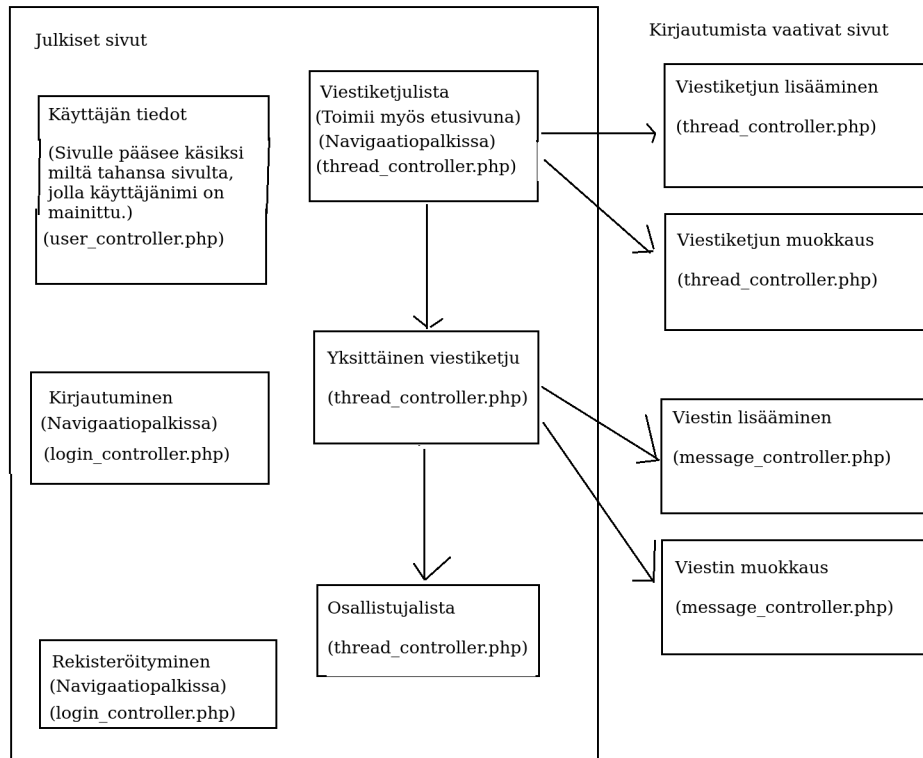 Julkiset sivut
Käyttäjän tiedot
(Sivulle pääsee käsiksi
miltä tahansa sivulta,
jolla käyttäjänimi on
mainittu.)
(user_controller.php)
Kirjautuminen
(Navigaatiopalkissa)
(login_controller.php)
Rekisteröityminen
(Navigaatiopalkissa)
(login_controller.php)
Viestiketjulista
(Toimii myös etusivuna)
(Navigaatiopalkissa)
(thread_controller.php)
Yksittäinen viestiketju
(thread_controller.php)
Osallistujalista
(thread_controller.php)
Kirjautumista vaativat sivut
Viestiketjun lisääminen
(thread_controller.php)
Viestiketjun muokkaus
(thread_controller.php)
Viestin lisääminen
(message_controller.php)
Viestin muokkaus
(message_controller.php)